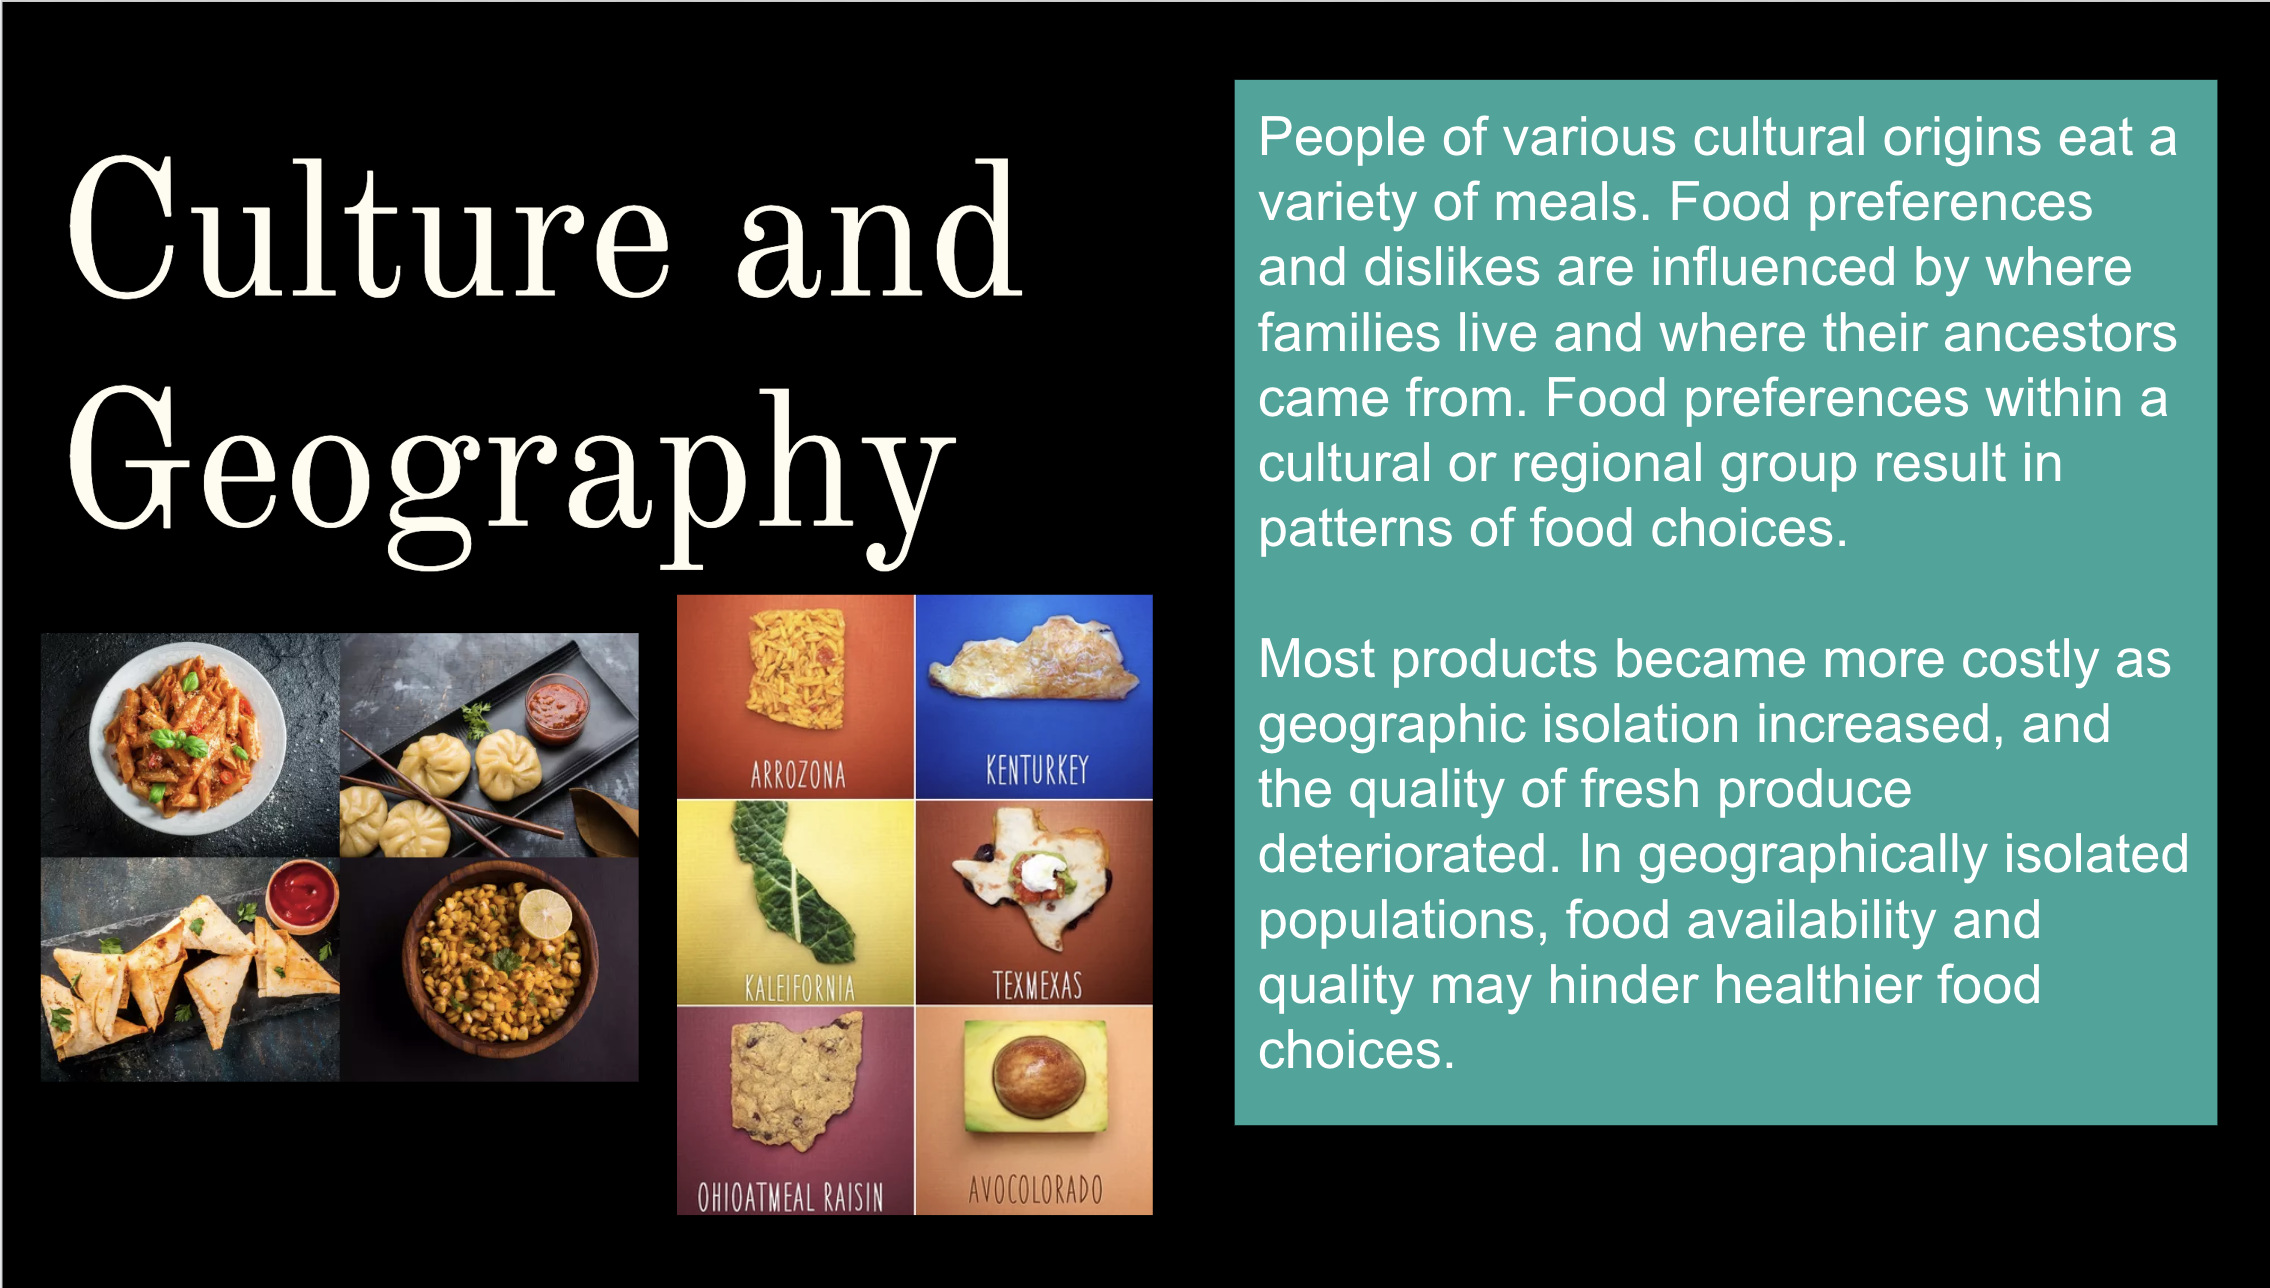 Culture and
Geography
ARROZONA
KENTURKEY
KALEIFORNIA
TEXMEXAS
OHIOATMEAL RAISIN
AVOCOLORADO
People of various cultural origins eat a
variety of meals. Food preferences
and dislikes are influenced by where
families live and where their ancestors
came from. Food preferences within a
cultural or regional group result in
patterns of food choices.
Most products became more costly as
geographic isolation increased, and
the quality of fresh produce
deteriorated. In geographically isolated
populations, food availability and
quality may hinder healthier food
choices.